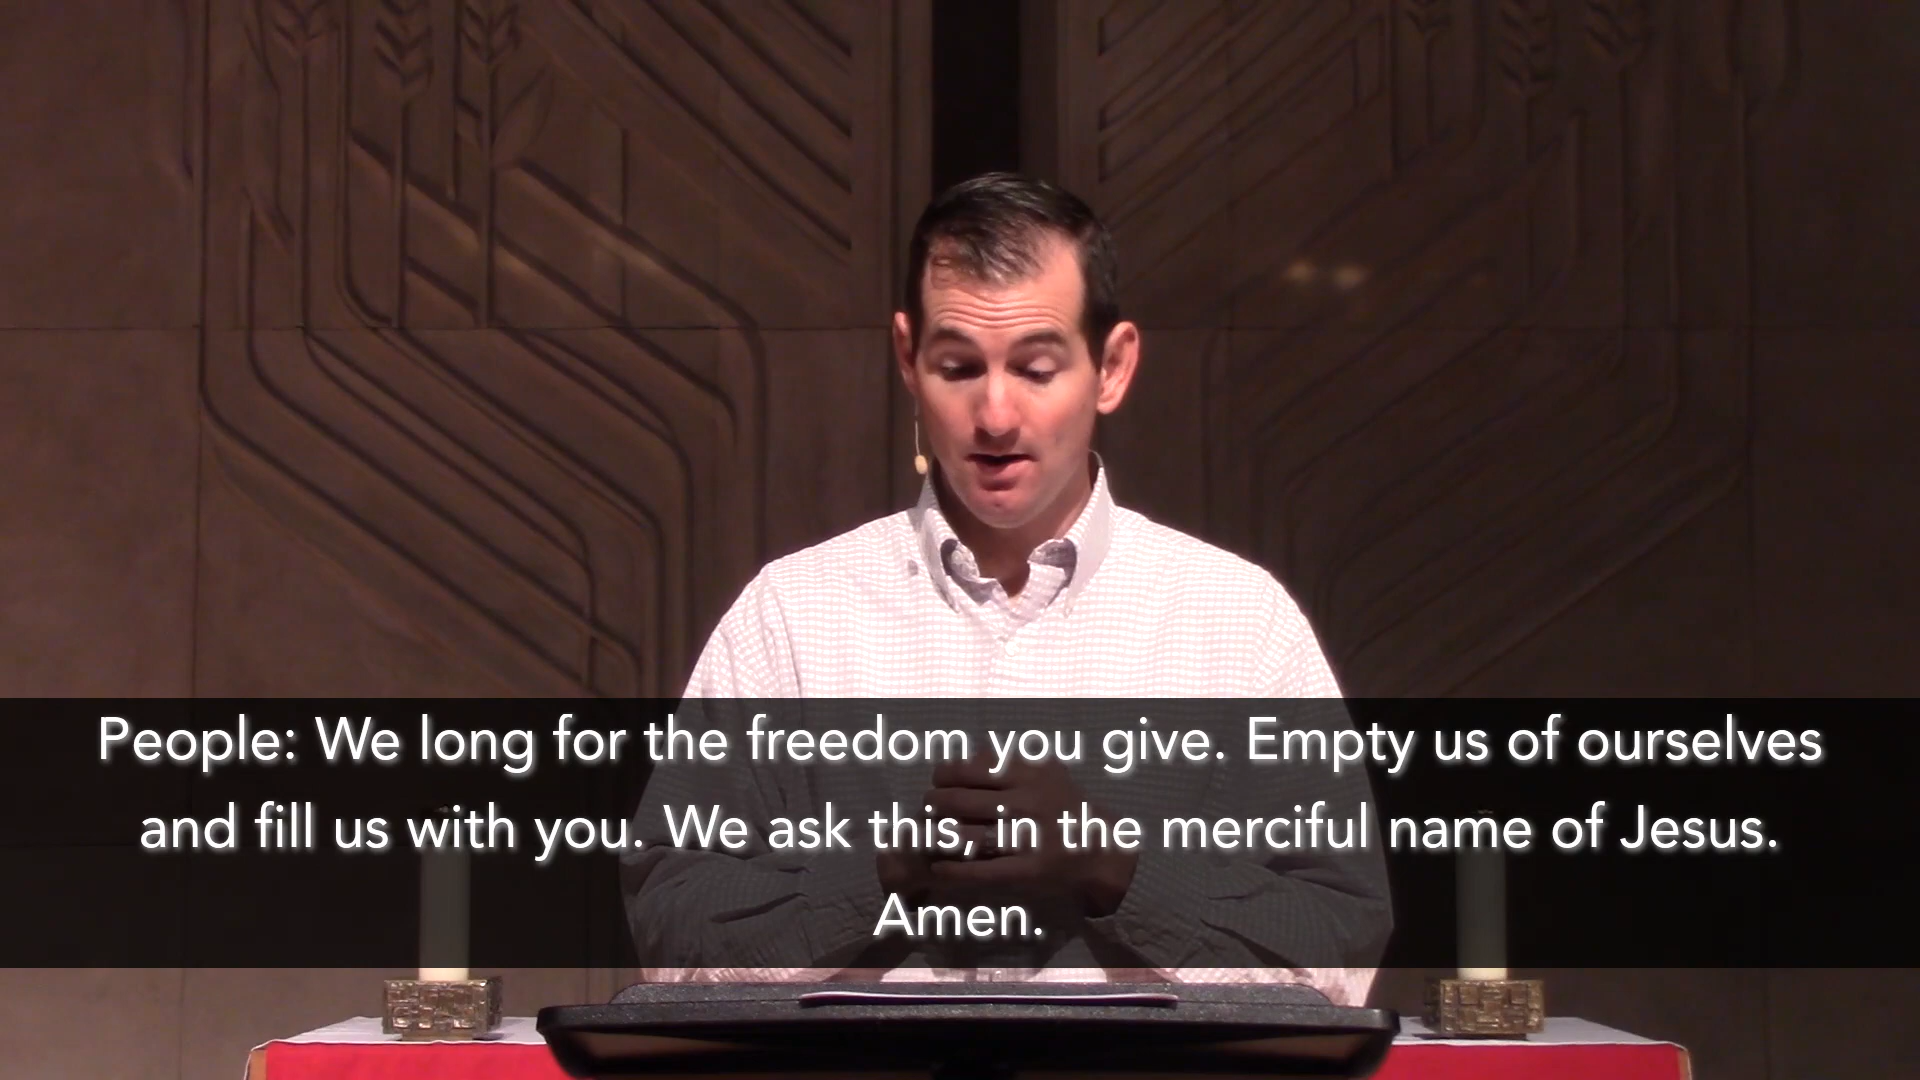 People: We long for the freedom you give. Empty us of ourselves
and fill us with you. We ask this, in the merciful name of Jesus.
Amen.